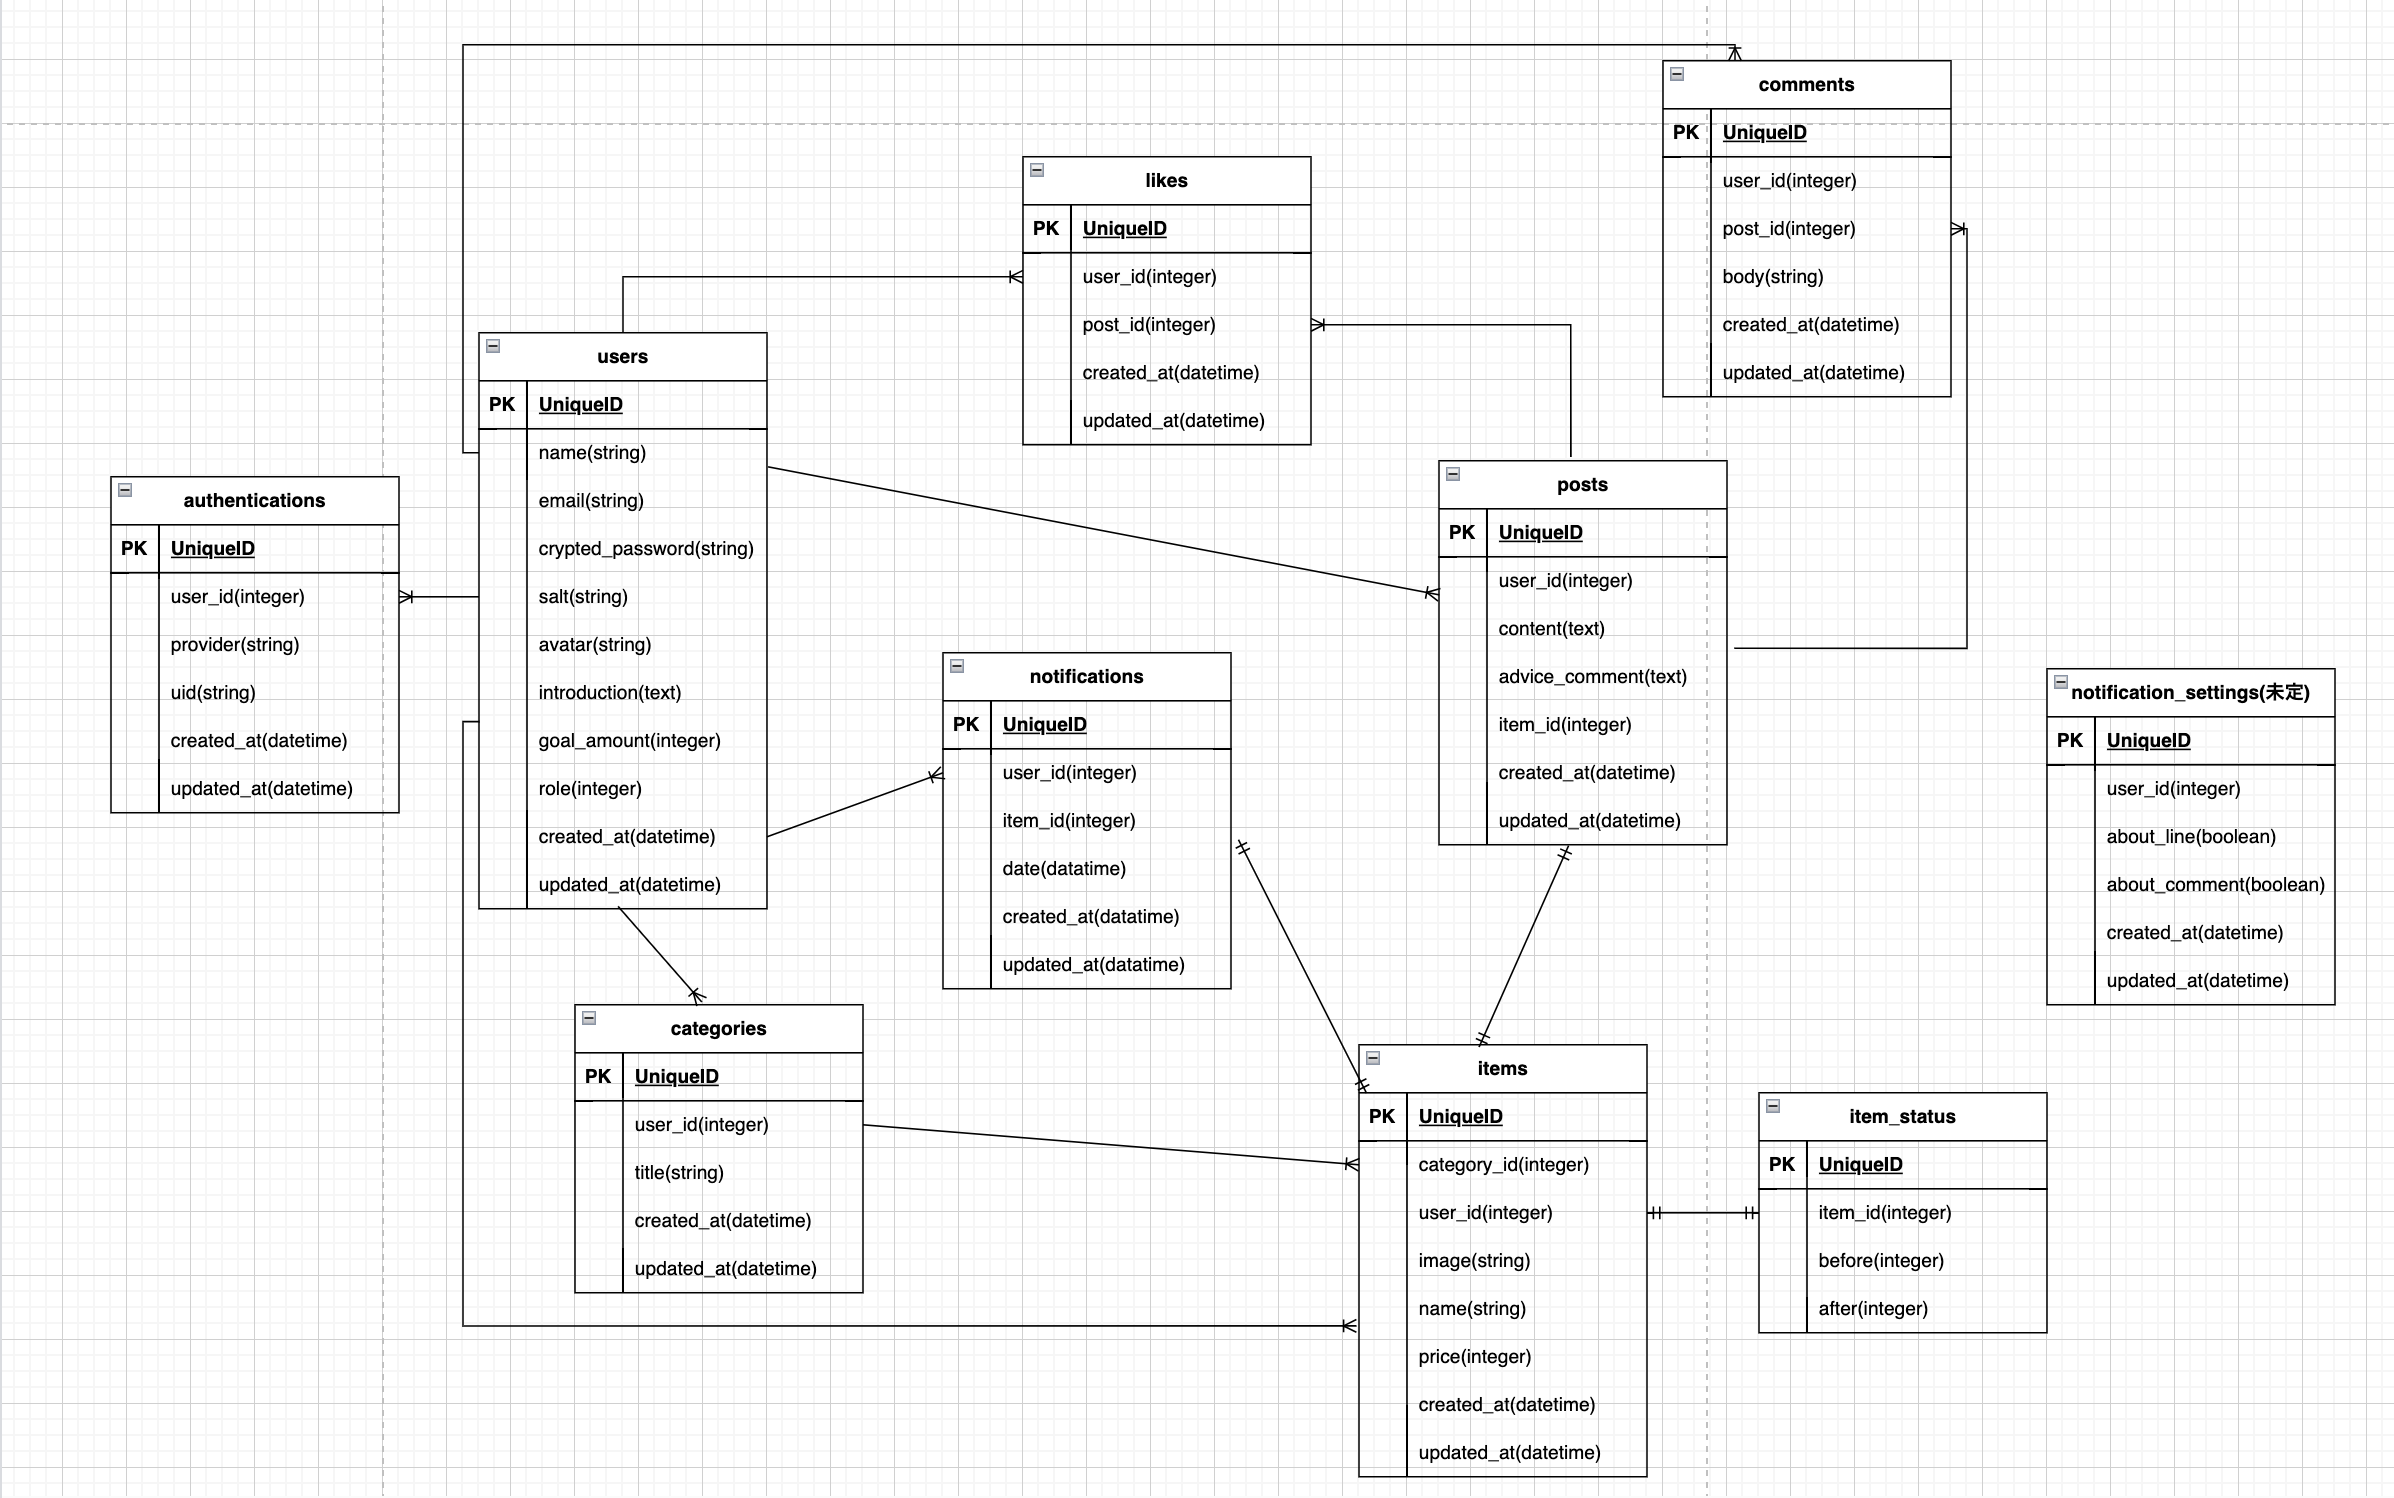 comments
PK UniqueID
user_id(integer)
post_id(integer)
body(string)
created_at(datetime)
updated_at(datetime)
likes
PK UniqueID
user_id(integer)
post_id(integer)
created_at(datetime)
updated_at(datetime)
users
PK UniqueID
name(string)
email(string)
crypted_password(string)
salt(string)
avatar(string)
introduction(text)
goal_amount(integer)
role(integer)
created_at(datetime)
updated_at(datetime)
authentications
PK UniqueID
user_id(integer)
provider(string)
uid(string)
created_at(datetime)
updated_at(datetime)
posts
PK UniqueID
user_id(integer)
content(text)
advice_comment(text)
item_id(integer)
created_at(datetime)
updated_at(datetime)
notifications
PK UniqueID
user_id(integer)
item_id(integer)
date(datatime)
created_at(datatime)
updated_at(datatime)
notification_settings(未定)
PK UniqueID
user_id(integer)
about_line(boolean)
about_comment(boolean)
created_at(datetime)
updated_at(datetime)
categories
PK UniqueID
user_id(integer)
title(string)
created_at(datetime)
updated_at(datetime)
items
PK UniqueID
category_id(integer)
user_id(integer)
image(string)
name(string)
price(integer)
created_at(datetime)
updated_at(datetime)
item_status
PK UniqueID
item_id(integer)
before(integer)
after(integer)